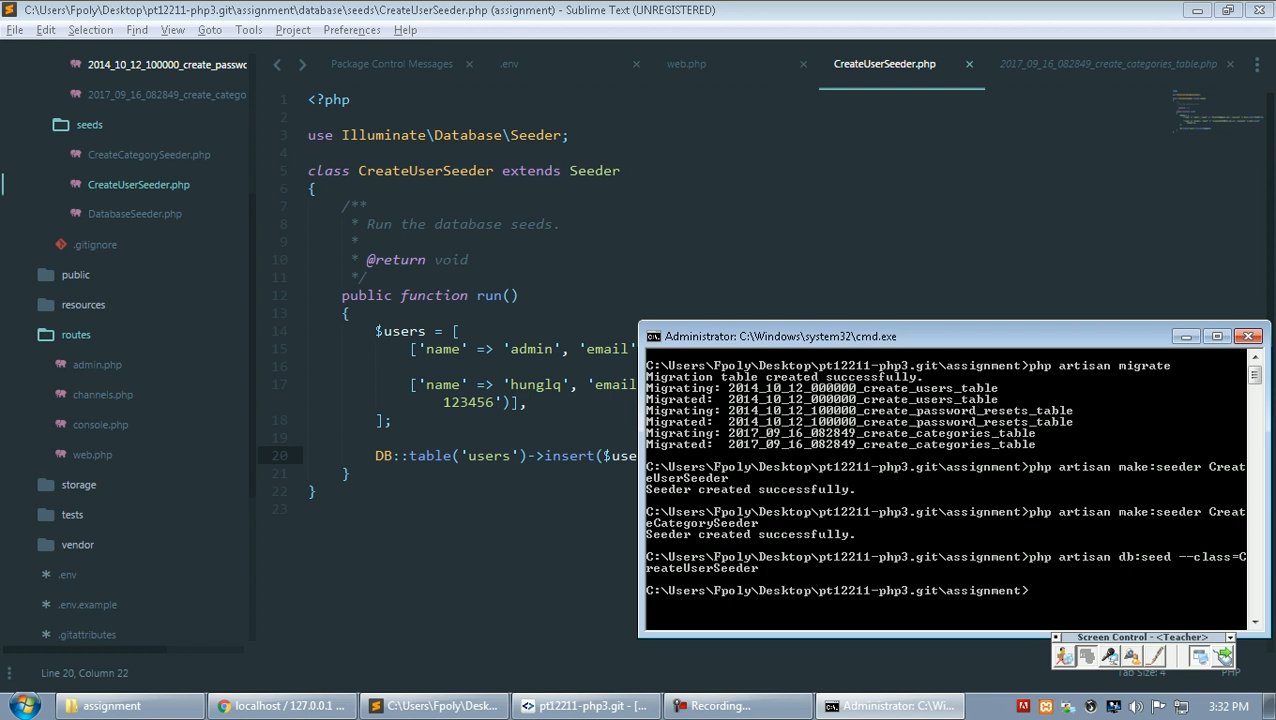 C:\Users\Fpoly\Desktop\pt12211-php3.git\assignment\database\seeds\CreateUserSeeder.php (assignment) - Sublime Text (UNREGISTERED)
File Edit Selection Find View Goto Tools Project Preferences Help
2014_10_12_100000_create_passwo
2017_09_16_082849_create_catego
seeds
CreateCategorySeeder.php
CreateUserSeeder.php
DatabaseSeeder.php
.gitignore
public
resources
routes
admin.php
channels.php
console.php
web.php
storage
tests
vendor
.env
.env.example
.gitattributes
Package Control Messages .env web.php CreateUserSeeder.php 2017_09_16_082849_create_categories_table.php
1 <?php
2
3 use Illuminate\Database\Seeder;
4
5 class CreateUserSeeder extends Seeder
6 {
7 /**
8 * Run the database seeds.
9 *
10 * @return void
11 */
12 public function run()
13 {
14 $users = [
15 ['name' => 'admin', 'email'
16
17 ['name' => 'hunglq', 'email
123456')],
18 ];
19
20 DB::table('users')->insert($use
21 }
22 }
23
Administrator: C:\Windows\system32\cmd.exe
C:\Users\Fpoly\Desktop\pt12211-php3.git\assignment>php artisan migrate
Migration table created successfully.
Migrating: 2014_10_12_000000_create_users_table
Migrated:  2014_10_12_000000_create_users_table
Migrating: 2014_10_12_100000_create_password_resets_table
Migrated:  2014_10_12_100000_create_password_resets_table
Migrating: 2017_09_16_082849_create_categories_table
Migrated:  2017_09_16_082849_create_categories_table
C:\Users\Fpoly\Desktop\pt12211-php3.git\assignment>php artisan make:seeder Creat
eUserSeeder
Seeder created successfully.
C:\Users\Fpoly\Desktop\pt12211-php3.git\assignment>php artisan make:seeder Creat
eCategorySeeder
Seeder created successfully.
C:\Users\Fpoly\Desktop\pt12211-php3.git\assignment>php artisan db:seed --class=C
reateUserSeeder
C:\Users\Fpoly\Desktop\pt12211-php3.git\assignment>
Screen Control - <Teacher>
Line 20, Column 22
Tab Size: 4 PHP
assignment
localhost / 127.0.0.1 ...
C:\Users\Fpoly\Desk...
pt12211-php3.git - [...
Recording...
Administrator: C:\Wi...
3:32 PM